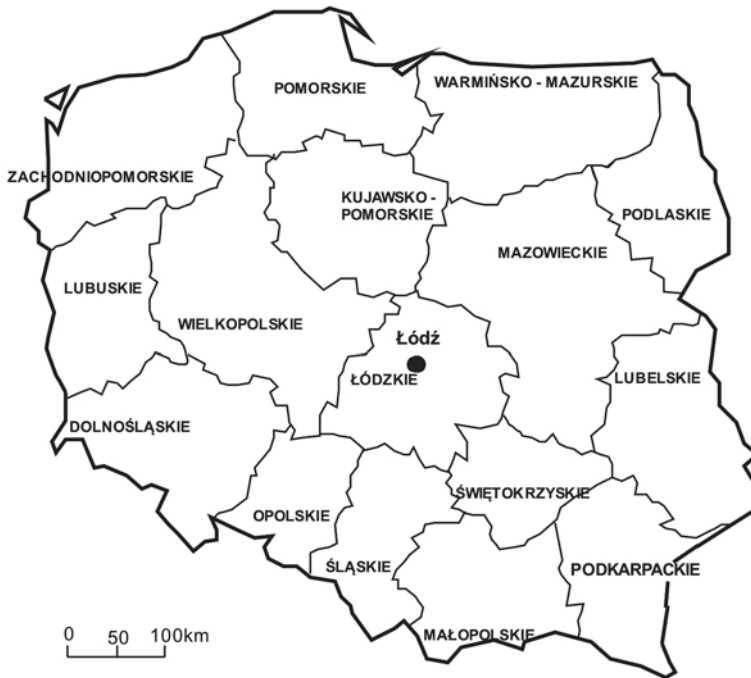 POMORSKIE
WARMIŃSKO - MAZURSKIE
ZACHODNIOPOMORSKIE
KUJAWSKO -
POMORSKIE
PODLASKIE
MAZOWIECKIE
LUBUSKIE
WIELKOPOLSKIE
Łódź
ŁÓDZKIE
LUBELSKIE
DOLNOŚLĄSKIE
ŚWIĘTOKRZYSKIE
OPOLSKIE
ŚLĄSKIE
PODKARPACKIE
MAŁOPOLSKIE
0 50 100km